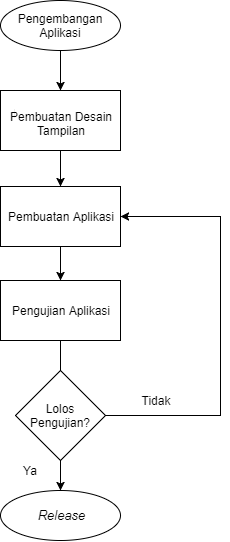 Pengembangan
Aplikasi
Pembuatan Desain
Tampilan
Pembuatan Aplikasi
Pengujian Aplikasi
Lolos
Pengujian?
Tidak
Ya
Release